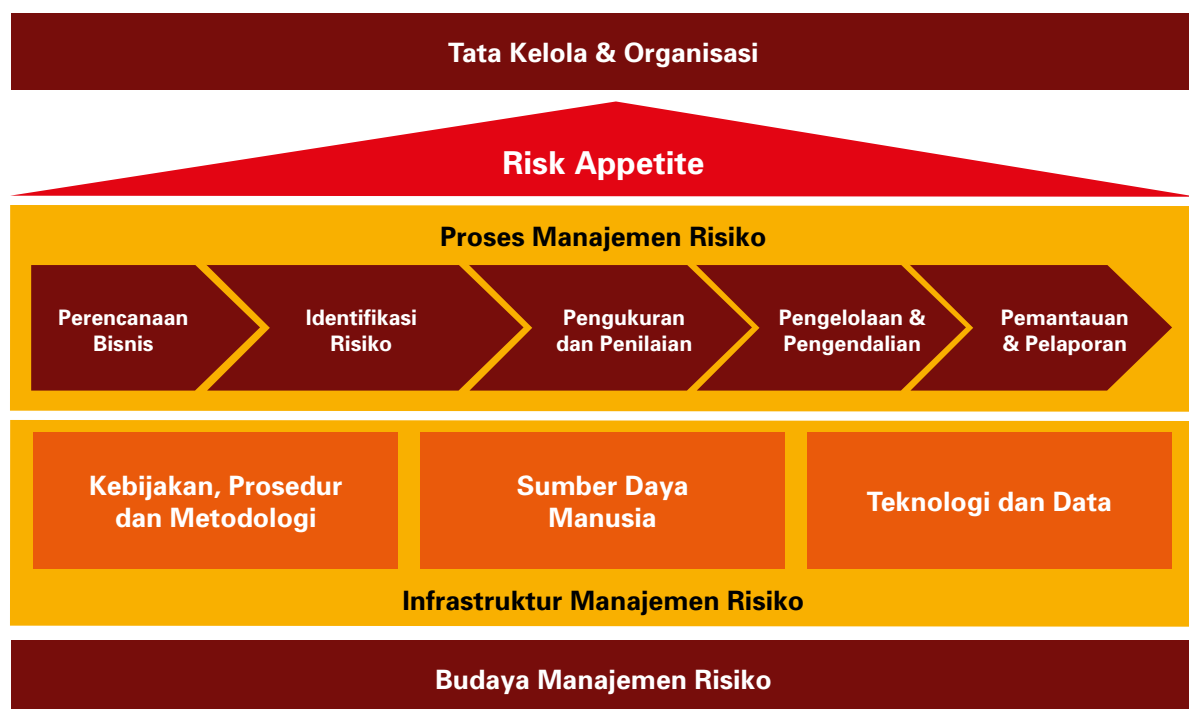 Tata Kelola & Organisasi
Risk Appetite
Proses Manajemen Risiko
Perencanaan
Bisnis
Identifikasi
Risiko
Pengukuran
dan Penilaian
Pengelolaan &
Pengendalian
Pemantauan
& Pelaporan
Kebijakan, Prosedur
dan Metodologi
Sumber Daya
Manusia
Teknologi dan Data
Infrastruktur Manajemen Risiko
Budaya Manajemen Risiko